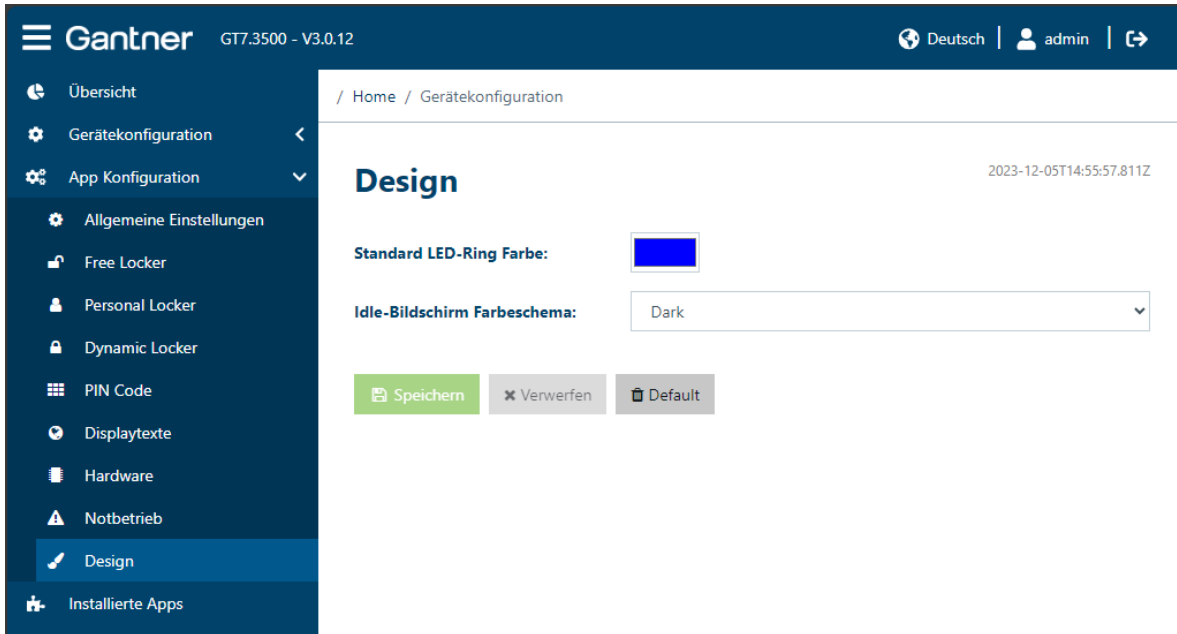 Gantner GT7.3500 - V3.0.12 Deutsch admin
Übersicht
Gerätekonfiguration
App Konfiguration
Allgemeine Einstellungen
Free Locker
Personal Locker
Dynamic Locker
PIN Code
Displaytexte
Hardware
Notbetrieb
Design
Installierte Apps
/ Home / Gerätekonfiguration
Design 2023-12-05T14:55:57.811Z
Standard LED-Ring Farbe:
Idle-Bildschirm Farbeschema: Dark
Speichern Verwerfen Default